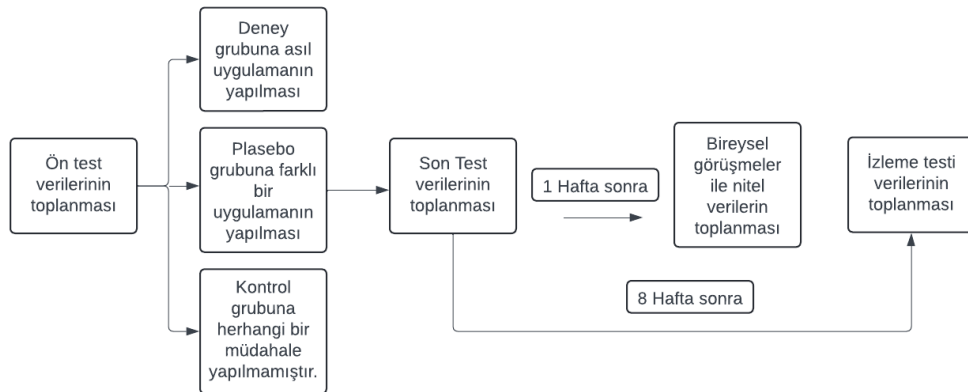 Ön test
verilerinin
toplanması
Deney
grubuna asıl
uygulamanın
yapılması
Plasebo
grubuna farklı
bir
uygulamanın
yapılması
Kontrol
grubuna
herhangi bir
müdahale
yapılmamıştır.
Son Test
verilerinin
toplanması
1 Hafta sonra
Bireysel
görüşmeler
ile nitel
verilerin
toplanması
8 Hafta sonra
İzleme testi
verilerinin
toplanması